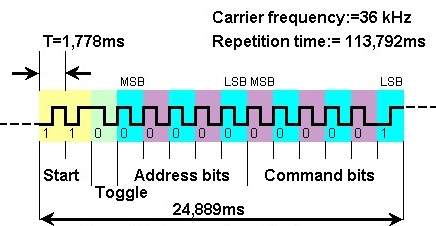 Carrier frequency:=36 kHz
T=1,778ms Repetition time:= 113,792ms
MSB LSB MSB LSB
1 1 0 0 0 0 0 0 0 0 0 0 0 1
Start Address bits Command bits
Toggle
24,889ms